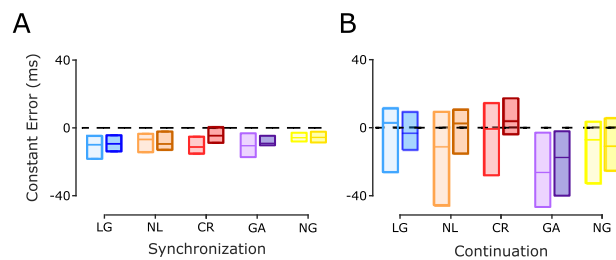 A
B
Constant Error (ms)
40
0
-40
LG NL CR GA NG
Synchronization
40
0
-40
LG NL CR GA NG
Continuation